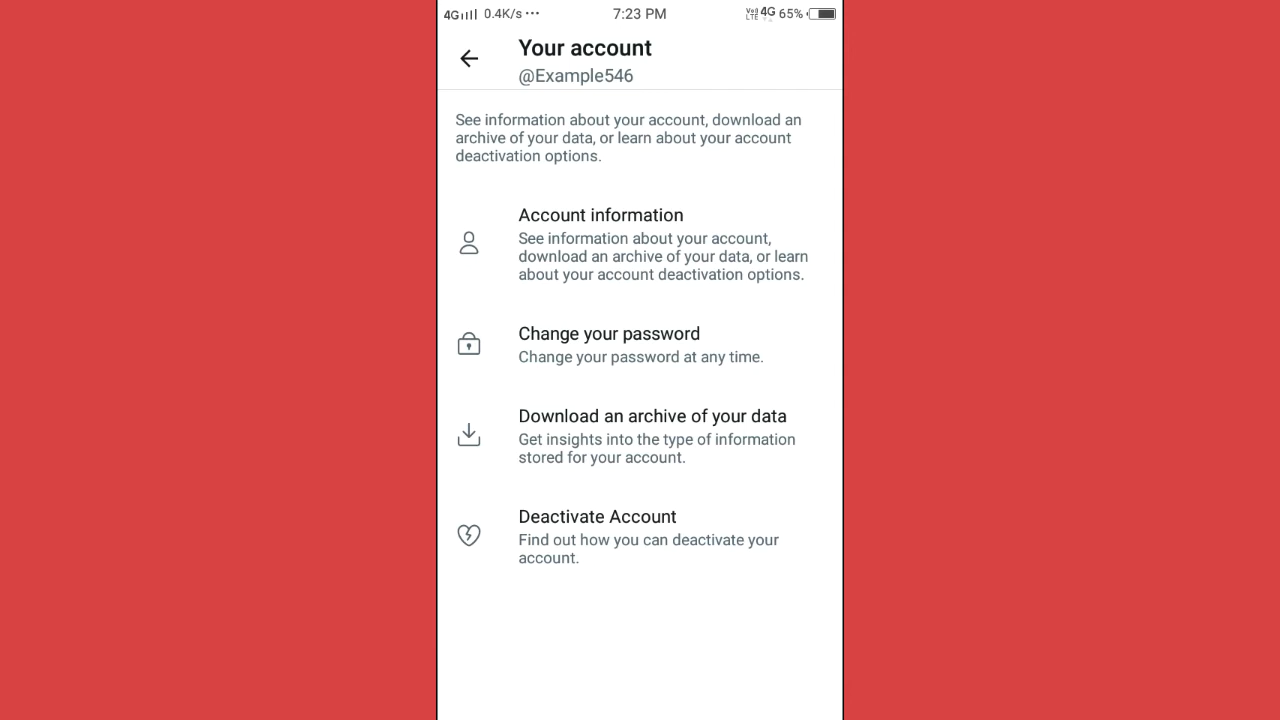 4G 0.4K/s ... 7:23 PM Vo) LTE 4G 65%
Your account
@Example546
See information about your account, download an
archive of your data, or learn about your account
deactivation options.
Account information
See information about your account,
download an archive of your data, or learn
about your account deactivation options.
Change your password
Change your password at any time.
Download an archive of your data
Get insights into the type of information
stored for your account.
Deactivate Account
Find out how you can deactivate your
account.